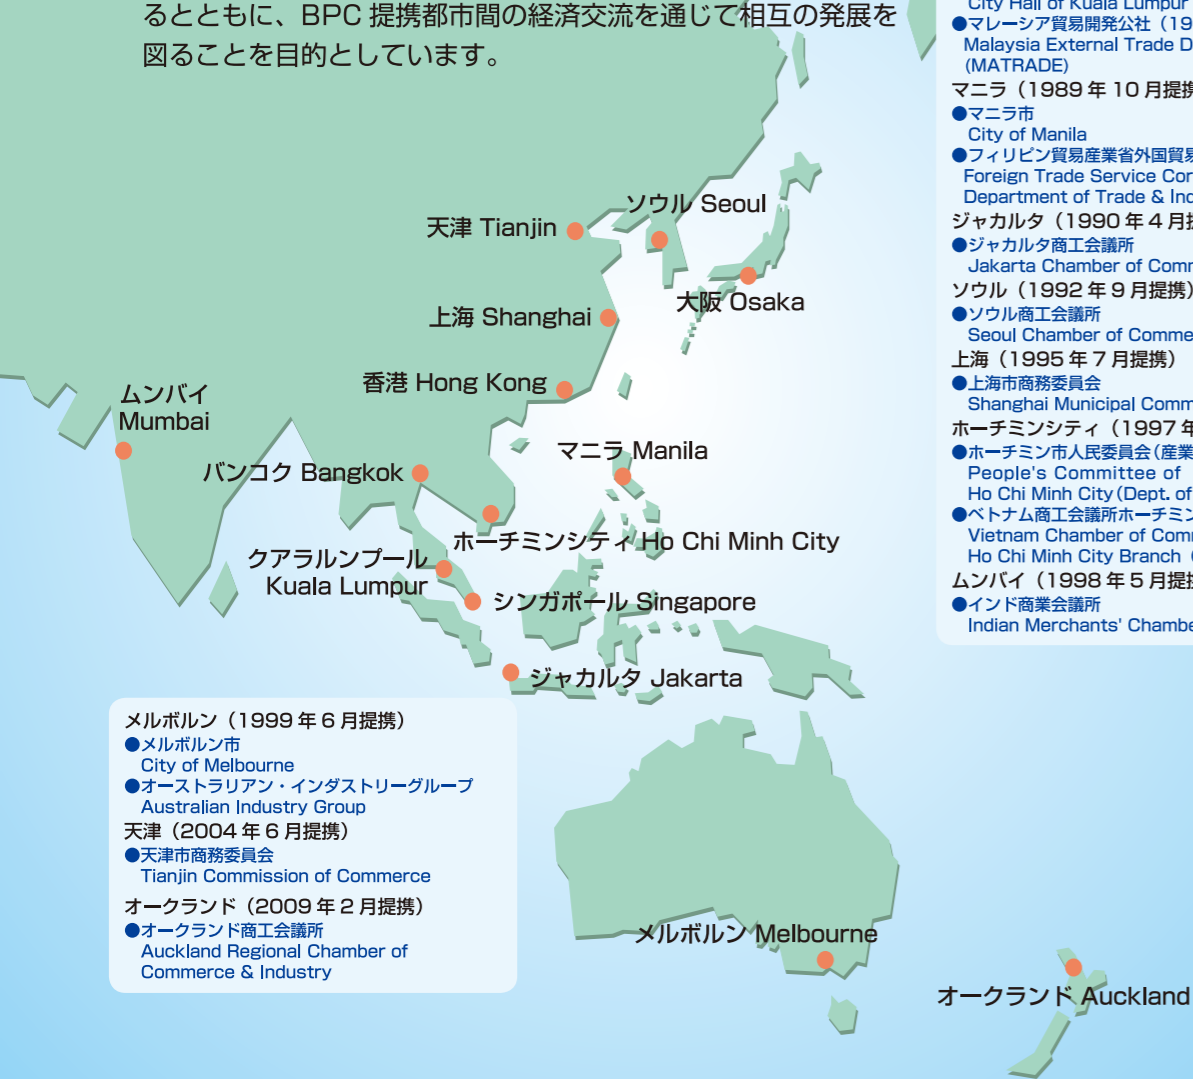 るとともに、BPC 提携都市間の経済交流を通じて相互の発展を
図ることを目的としています。
天津 Tianjin
ソウル Seoul
大阪 Osaka
上海 Shanghai
香港 Hong Kong
ムンバイ
Mumbai
マニラ Manila
バンコク Bangkok
ホーチミンシティ Ho Chi Minh City
クアラルンプール
Kuala Lumpur
シンガポール Singapore
ジャカルタ Jakarta
メルボルン Melbourne
オークランド Auckland
City Hall of Kuala Lumpur
●マレーシア貿易開発公社（19
Malaysia External Trade D
(MATRADE)
マニラ（1989 年 10 月提携
●マニラ市
City of Manila
●フィリピン貿易産業省外国貿易
Foreign Trade Service Cor
Department of Trade & Ind
ジャカルタ（1990 年 4 月提
●ジャカルタ商工会議所
Jakarta Chamber of Comm
ソウル（1992 年 9 月提携）
●ソウル商工会議所
Seoul Chamber of Comme
上海（1995 年 7 月提携）
●上海市商務委員会
Shanghai Municipal Comm
ホーチミンシティ（1997 年
●ホーチミン市人民委員会（産業
People's Committee of
Ho Chi Minh City (Dept. of
●ベトナム商工会議所ホーチミン
Vietnam Chamber of Comm
Ho Chi Minh City Branch（
ムンバイ（1998 年 5 月提携
●インド商業会議所
Indian Merchants' Chambe
メルボルン（1999 年 6 月提携）
●メルボルン市
City of Melbourne
●オーストラリアン・インダストリーグループ
Australian Industry Group
天津（2004 年 6 月提携）
●天津市商務委員会
Tianjin Commission of Commerce
オークランド（2009 年 2 月提携）
●オークランド商工会議所
Auckland Regional Chamber of
Commerce & Industry